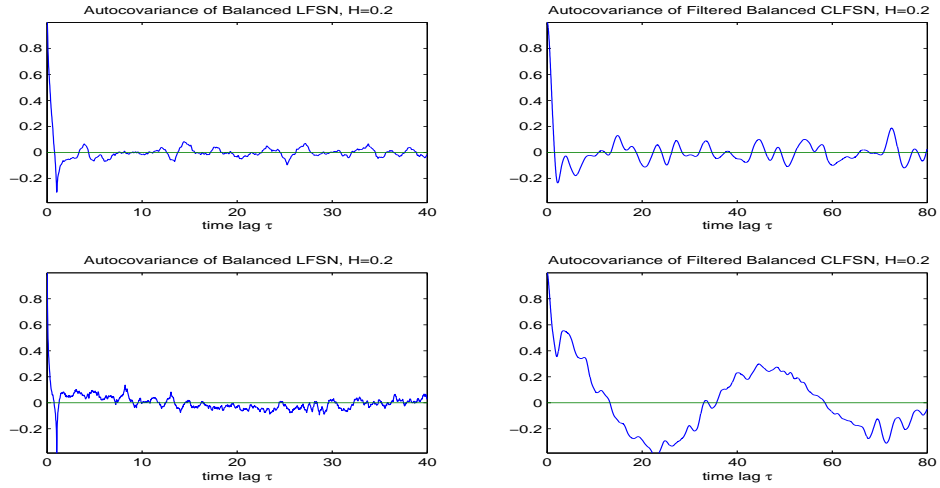 Autocovariance of Balanced LFSN, H=0.2
0.8
0.6
0.4
0.2
0
−0.2
0 10 20 30 40
time lag τ
Autocovariance of Filtered Balanced CLFSN, H=0.2
0.8
0.6
0.4
0.2
0
−0.2
0 20 40 60 80
time lag τ
Autocovariance of Balanced LFSN, H=0.2
0.8
0.6
0.4
0.2
0
−0.2
0 10 20 30 40
time lag τ
Autocovariance of Filtered Balanced CLFSN, H=0.2
0.8
0.6
0.4
0.2
0
−0.2
0 20 40 60 80
time lag τ